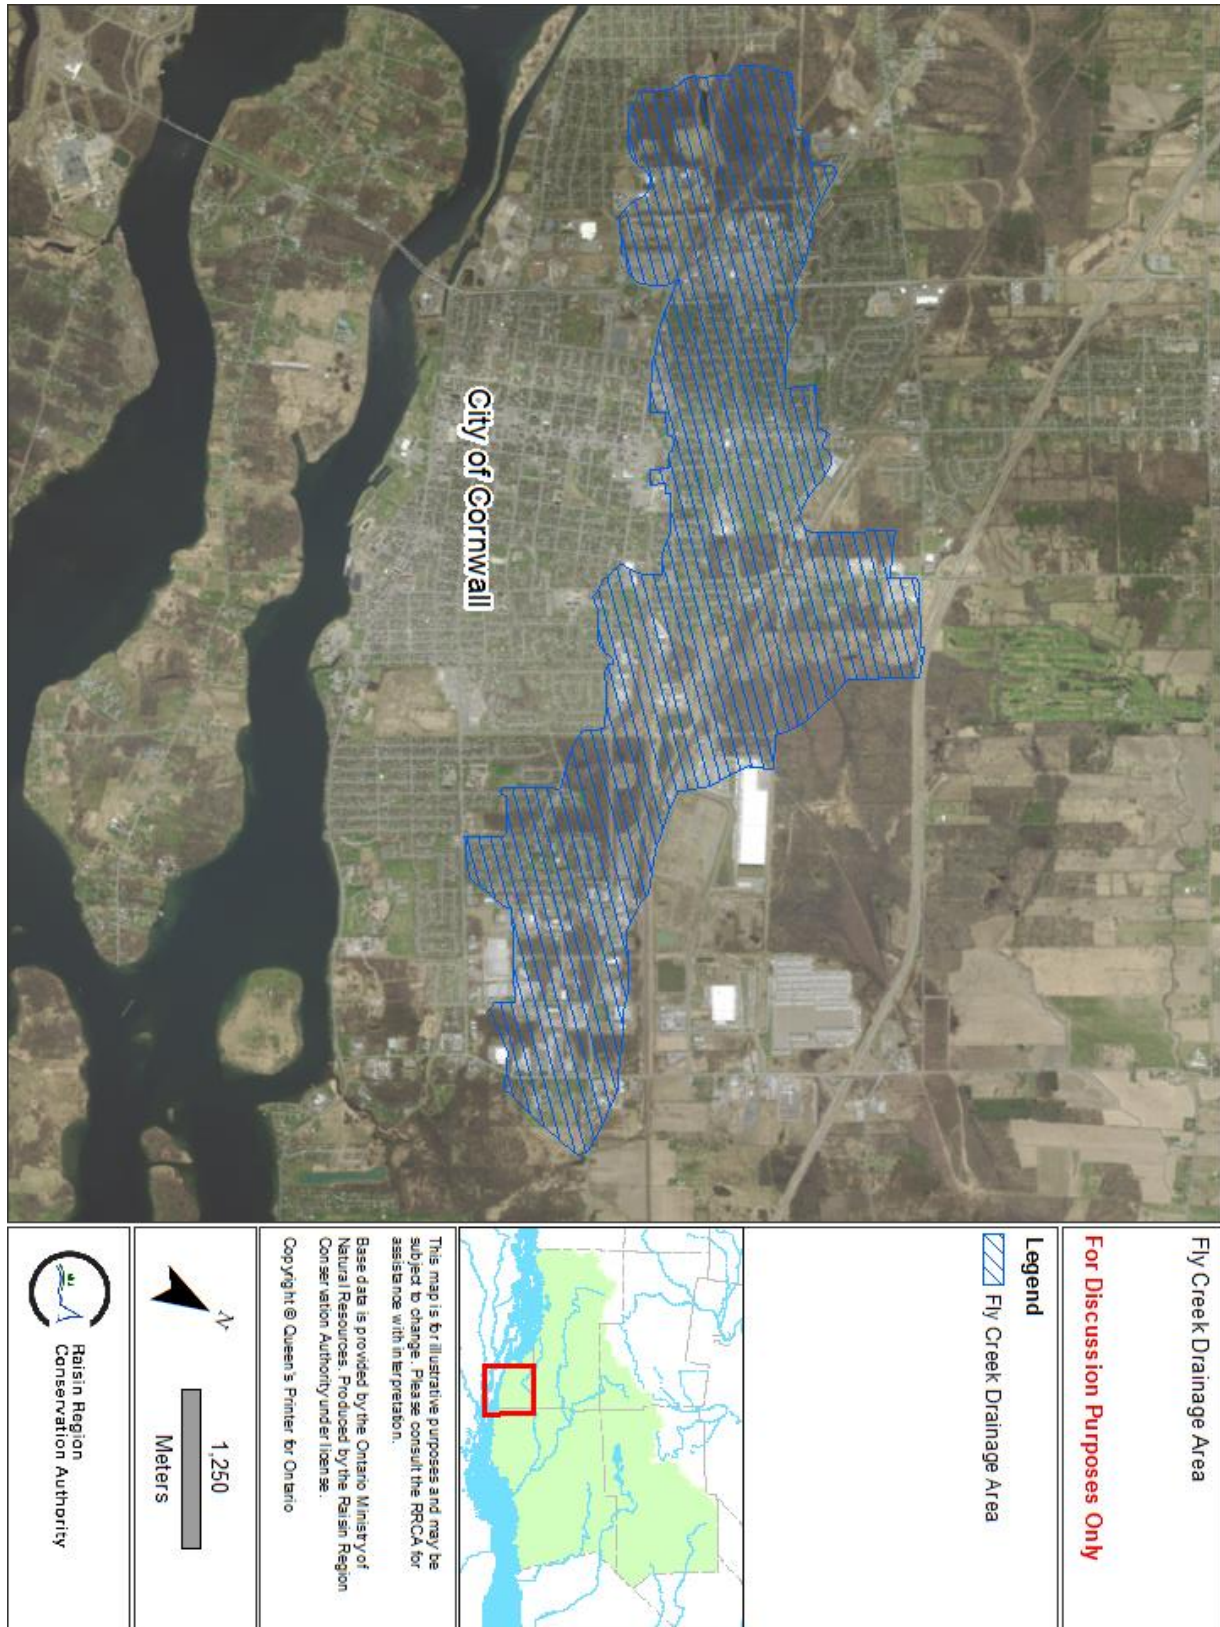 Fly Creek Drainage Area
For Discussion Purposes Only
Legend
Fly Creek Drainage Area
City of Cornwall
This map is for illustrative purposes and may be
subject to change. Please consult the RRCA for
assistance with interpretation.
Base data is provided by the Ontario Ministry of
Natural Resources. Produced by the Raisin Region
Conservation Authority under license.
Copyright © Queen's Printer for Ontario
N
1,250
Meters
Raisin Region
Conservation Authority